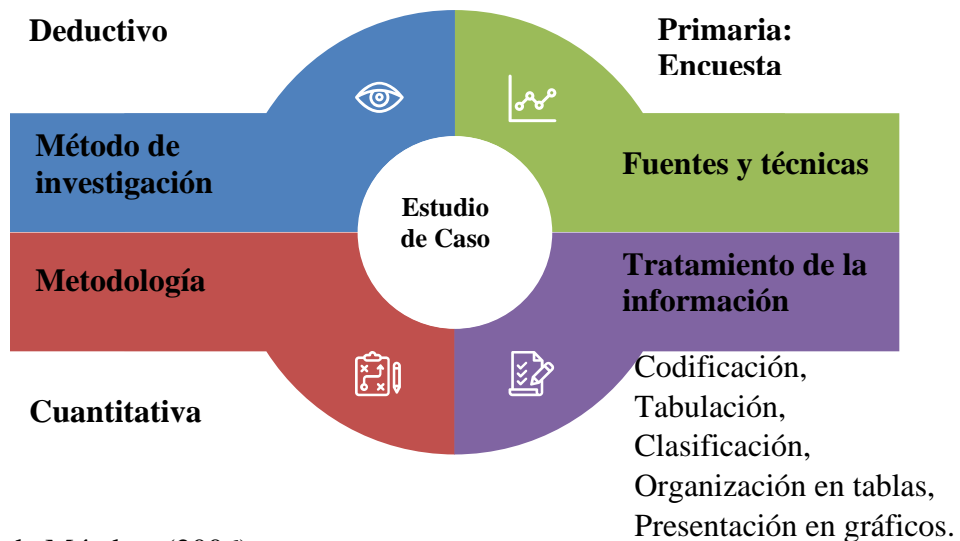 Deductivo
Primaria:
Encuesta
Método de
investigación
Fuentes y técnicas
Estudio
de Caso
Metodología
Tratamiento de la
información
Cuantitativa
Codificación,
Tabulación,
Clasificación,
Organización en tablas,
Presentación en gráficos.